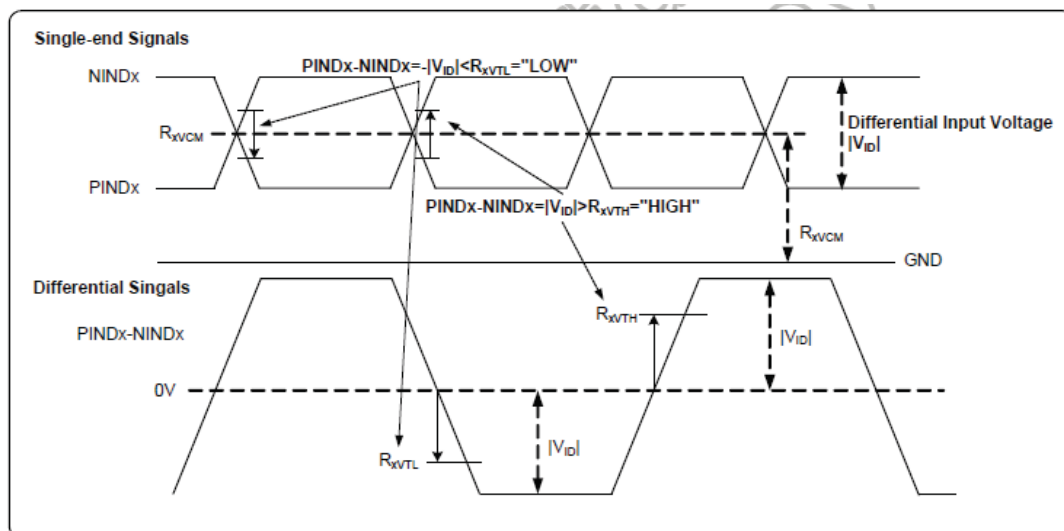 Single-end Signals
NINDx
PINDx-NINDx=-|VID|<RxVTL="LOW"
RxVCM
Differential Input Voltage
|VID|
PINDx
PINDx-NINDx=|VID|>RxVTH="HIGH"
RxVCM
GND
Differential Singals
PINDx-NINDx
RxVTH
|VID|
0V
|VID|
RxVTL